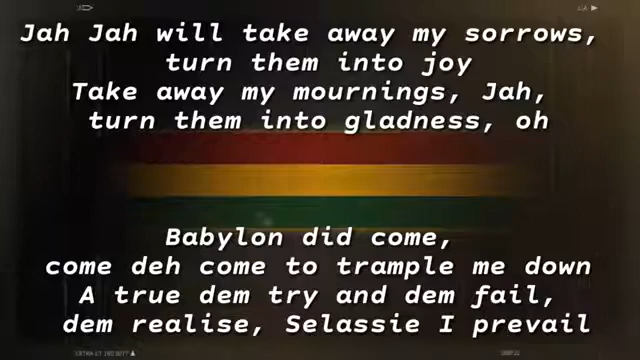 Jah Jah will take away my sorrows,
turn them into joy
Take away my mournings, Jah,
turn them into gladness, oh
Babylon did come,
come deh come to trample me down
A true dem try and dem fail,
dem realise, Selassie I prevail